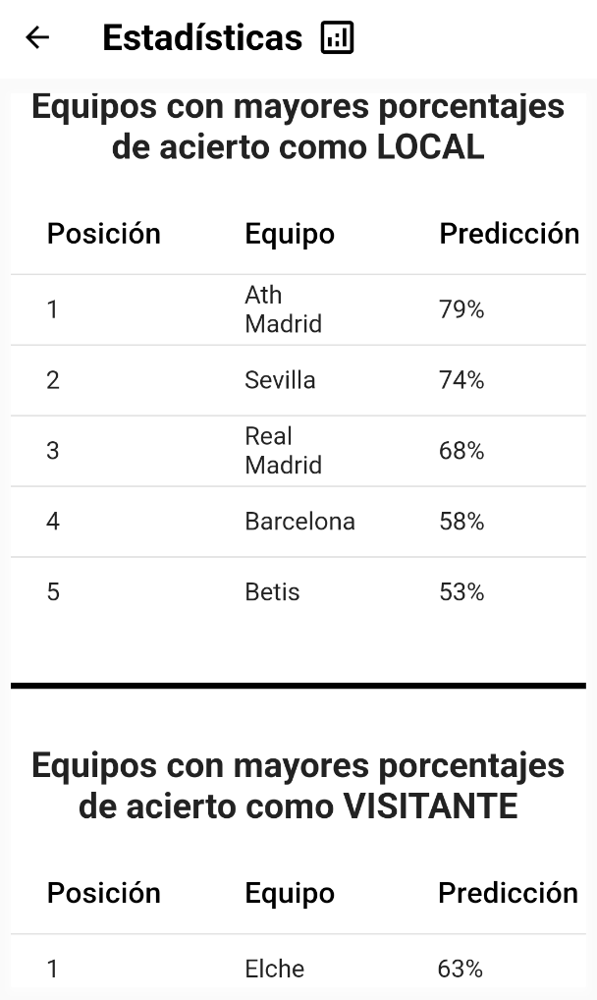 Estadísticas
Equipos con mayores porcentajes
de acierto como LOCAL
Posición Equipo Predicción
1 Ath Madrid 79%
2 Sevilla 74%
3 Real Madrid 68%
4 Barcelona 58%
5 Betis 53%
Equipos con mayores porcentajes
de acierto como VISITANTE
Posición Equipo Predicción
1 Elche 63%